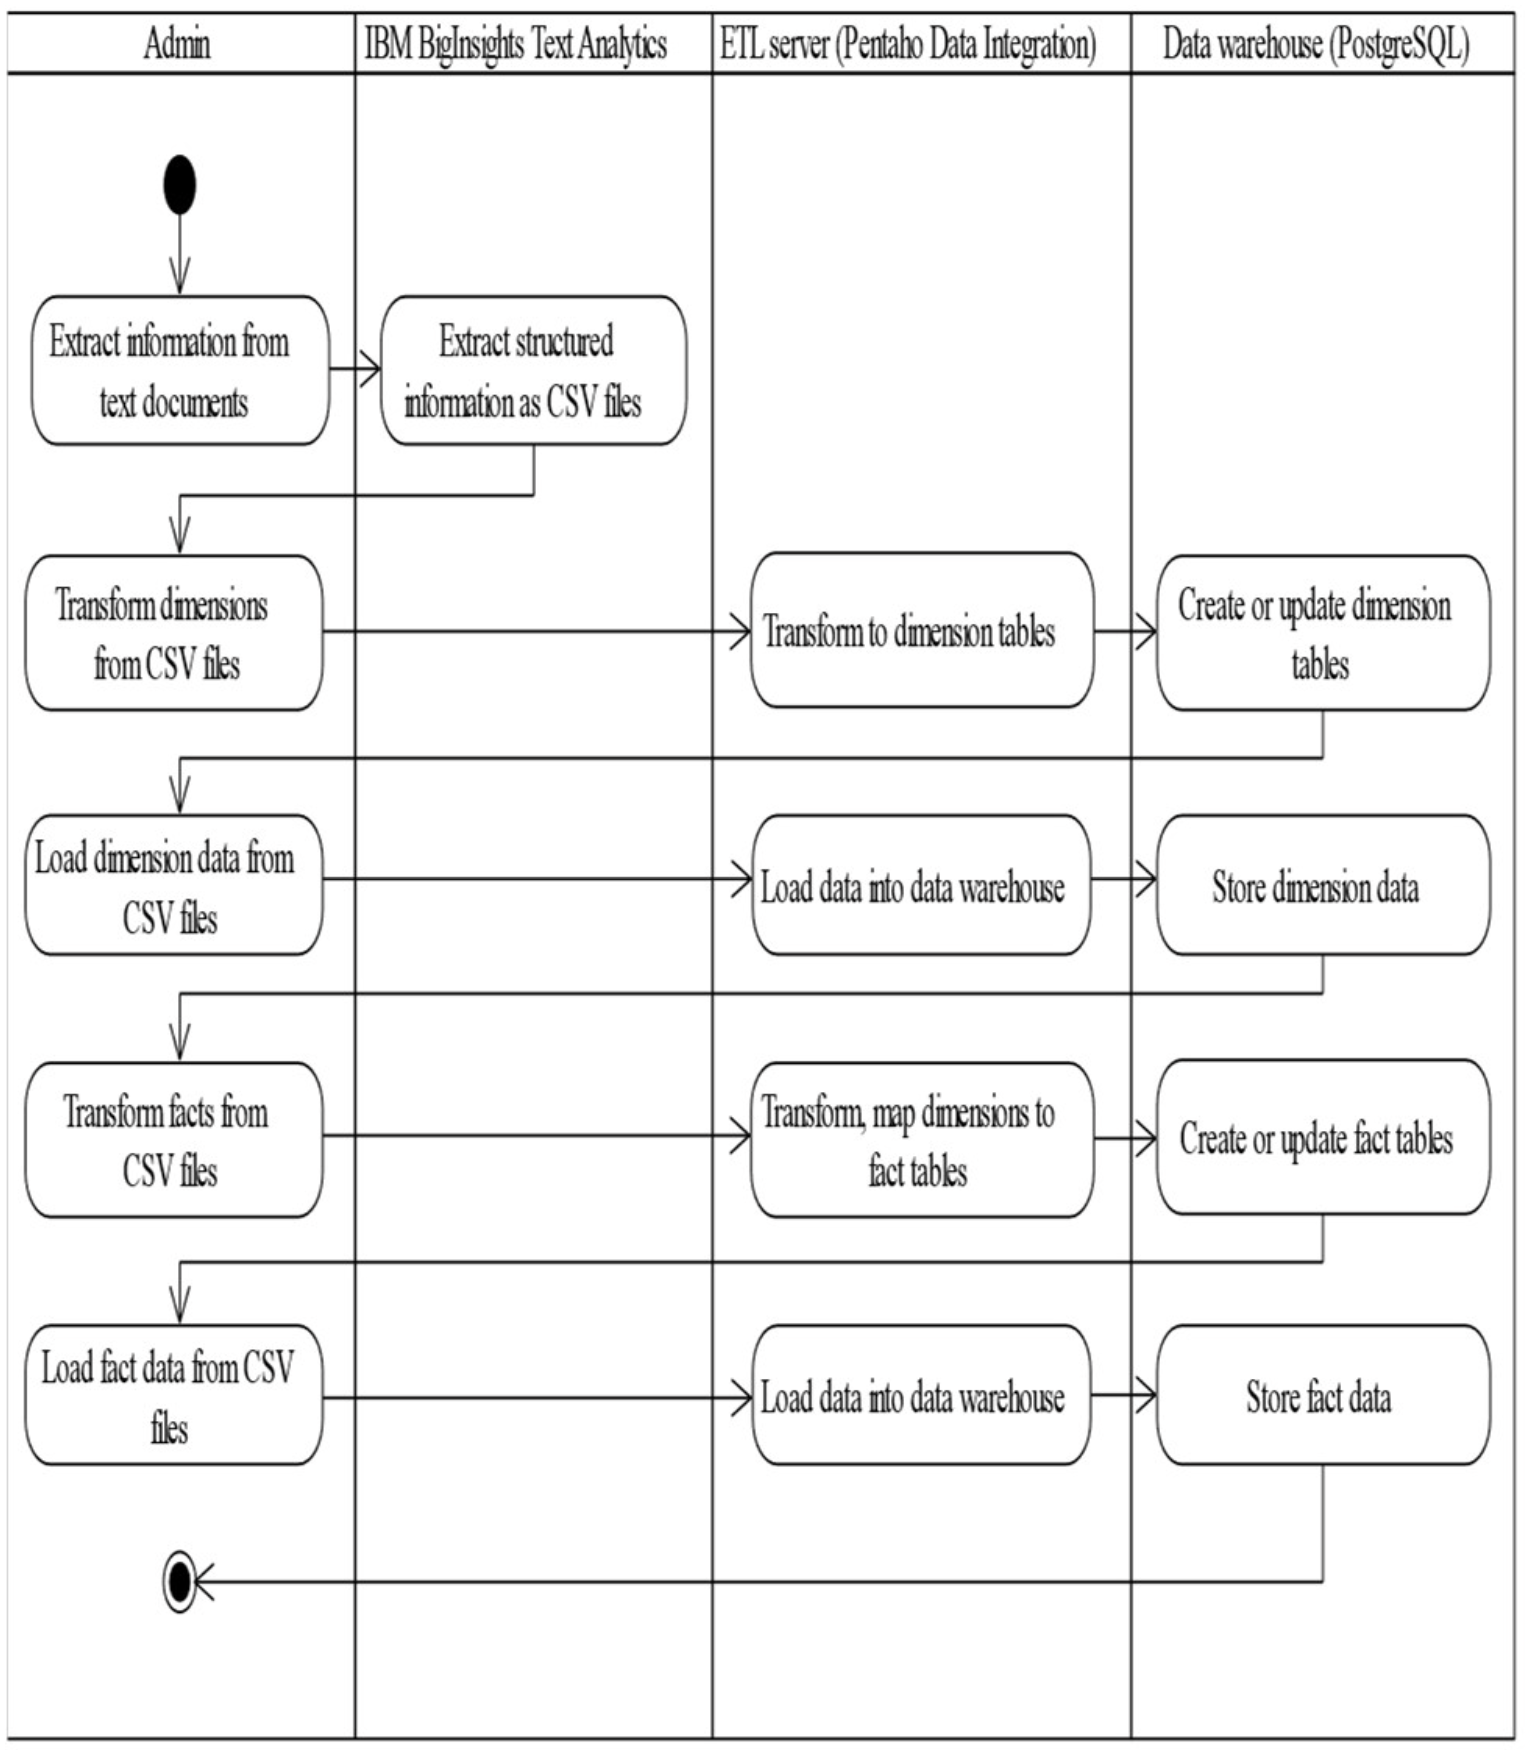 Admin
IBM BigInsights Text Analytics
ETL server (Pentaho Data Integration)
Data warehouse (PostgreSQL)
Extract information from
text documents
Extract structured
information as CSV files
Transform dimensions
from CSV files
Transform to dimension tables
Create or update dimension
tables
Load dimension data from
CSV files
Load data into data warehouse
Store dimension data
Transform facts from
CSV files
Transform, map dimensions to
fact tables
Create or update fact tables
Load fact data from CSV
files
Load data into data warehouse
Store fact data